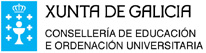 XUNTA DE GALICIA
CONSELLERÍA DE EDUCACIÓN
E ORDENACIÓN UNIVERSITARIA